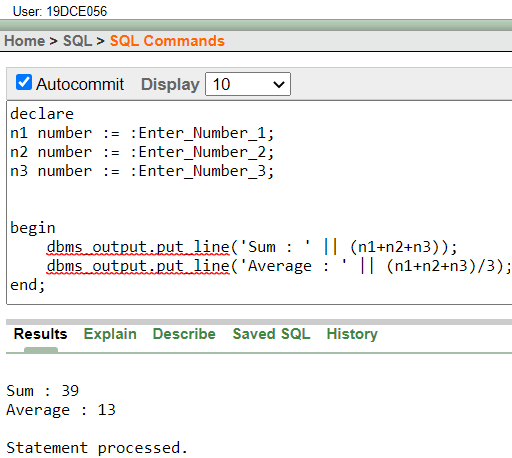 User: 19DCE056
Home > SQL > SQL Commands
Autocommit Display 10
declare
n1 number := :Enter_Number_1;
n2 number := :Enter_Number_2;
n3 number := :Enter_Number_3;
begin
    dbms_output.put_line('Sum : ' || (n1+n2+n3));
    dbms_output.put_line('Average : ' || (n1+n2+n3)/3);
end;
Results Explain Describe Saved SQL History
Sum : 39
Average : 13
Statement processed.